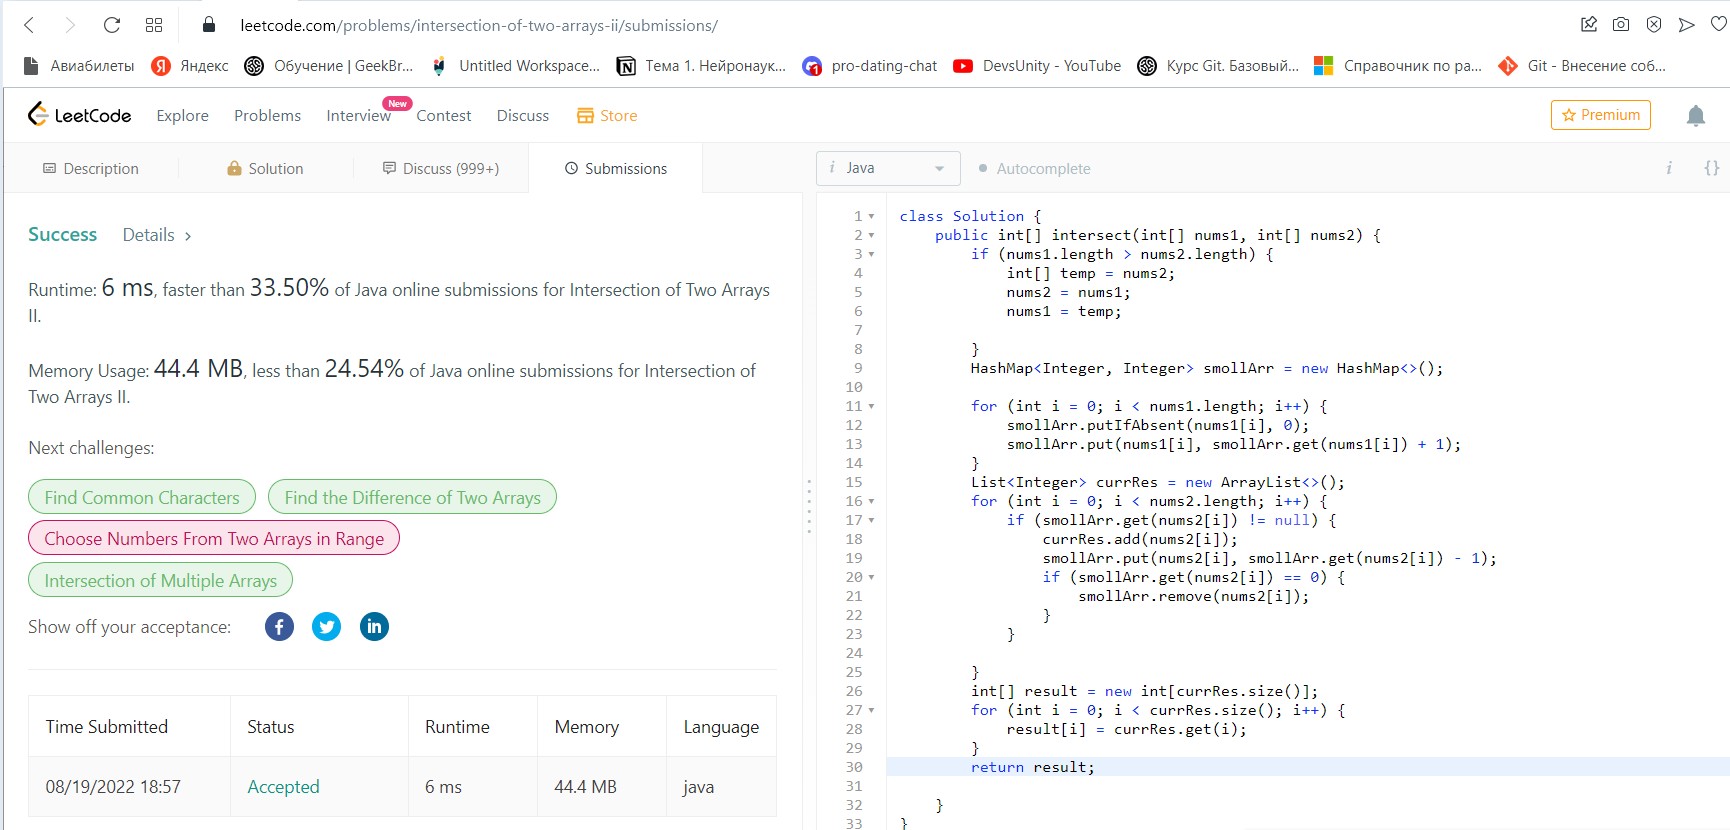 leetcode.com/problems/intersection-of-two-arrays-ii/submissions/
Авиабилеты Яндекс Обучение | GeekBr... Untitled Workspace... Тема 1. Нейронаук... pro-dating-chat DevsUnity - YouTube Курс Git. Базовый... Справочник по ра... Git - Внесение соб...
LeetCode Explore Problems Interview New Contest Discuss Store Premium
Description Solution Discuss (999+) Submissions
i Java Autocomplete i {}
Success Details >
Runtime: 6 ms, faster than 33.50% of Java online submissions for Intersection of Two Arrays
II.
Memory Usage: 44.4 MB, less than 24.54% of Java online submissions for Intersection of
Two Arrays II.
Next challenges:
Find Common Characters Find the Difference of Two Arrays
Choose Numbers From Two Arrays in Range
Intersection of Multiple Arrays
Show off your acceptance:
Time Submitted Status Runtime Memory Language
08/19/2022 18:57 Accepted 6 ms 44.4 MB java
1 class Solution {
2     public int[] intersect(int[] nums1, int[] nums2) {
3         if (nums1.length > nums2.length) {
4             int[] temp = nums2;
5             nums2 = nums1;
6             nums1 = temp;
7
8         }
9         HashMap<Integer, Integer> smollArr = new HashMap<>();
10
11         for (int i = 0; i < nums1.length; i++) {
12             smollArr.putIfAbsent(nums1[i], 0);
13             smollArr.put(nums1[i], smollArr.get(nums1[i]) + 1);
14         }
15         List<Integer> currRes = new ArrayList<>();
16         for (int i = 0; i < nums2.length; i++) {
17             if (smollArr.get(nums2[i]) != null) {
18                 currRes.add(nums2[i]);
19                 smollArr.put(nums2[i], smollArr.get(nums2[i]) - 1);
20                 if (smollArr.get(nums2[i]) == 0) {
21                     smollArr.remove(nums2[i]);
22                 }
23             }
24
25         }
26         int[] result = new int[currRes.size()];
27         for (int i = 0; i < currRes.size(); i++) {
28             result[i] = currRes.get(i);
29         }
30         return result;
31
32     }
33 }